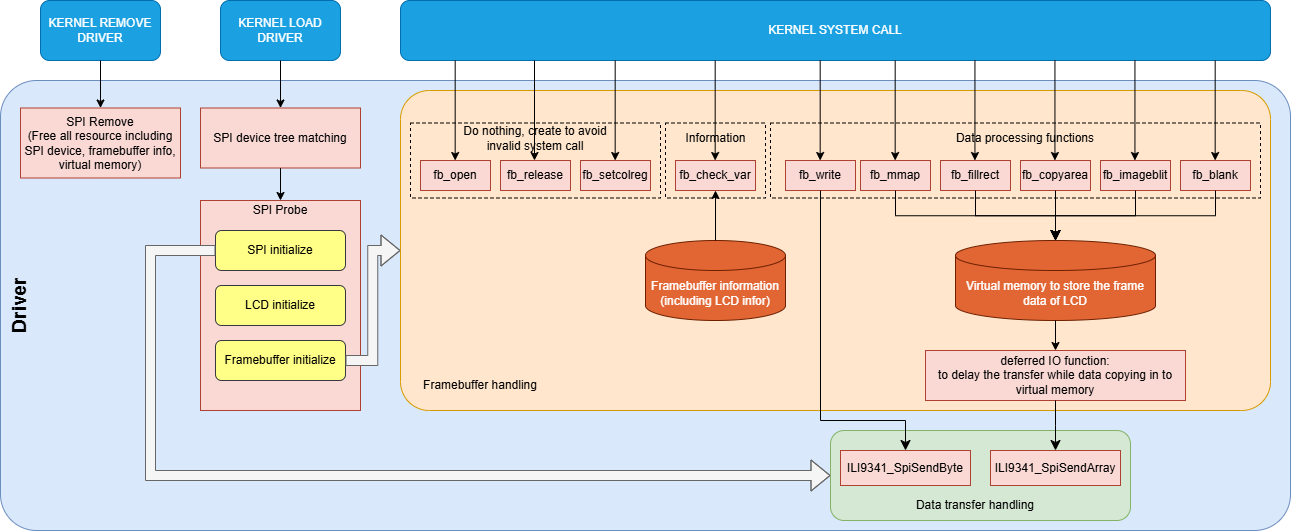 KERNEL REMOVE
DRIVER
KERNEL LOAD
DRIVER
KERNEL SYSTEM CALL
SPI Remove
(Free all resource including
SPI device, framebuffer info,
virtual memory)
SPI device tree matching
SPI Probe
SPI initialize
LCD initialize
Framebuffer initialize
Driver
Do nothing, create to avoid
invalid system call
fb_open
fb_release
fb_setcolreg
Information
fb_check_var
Data processing functions
fb_write
fb_mmap
fb_fillrect
fb_copyarea
fb_imageblit
fb_blank
Framebuffer information
(including LCD infor)
Virtual memory to store the frame
data of LCD
deferred IO function:
to delay the transfer while data copying in to
virtual memory
Framebuffer handling
ILI9341_SpiSendByte
ILI9341_SpiSendArray
Data transfer handling